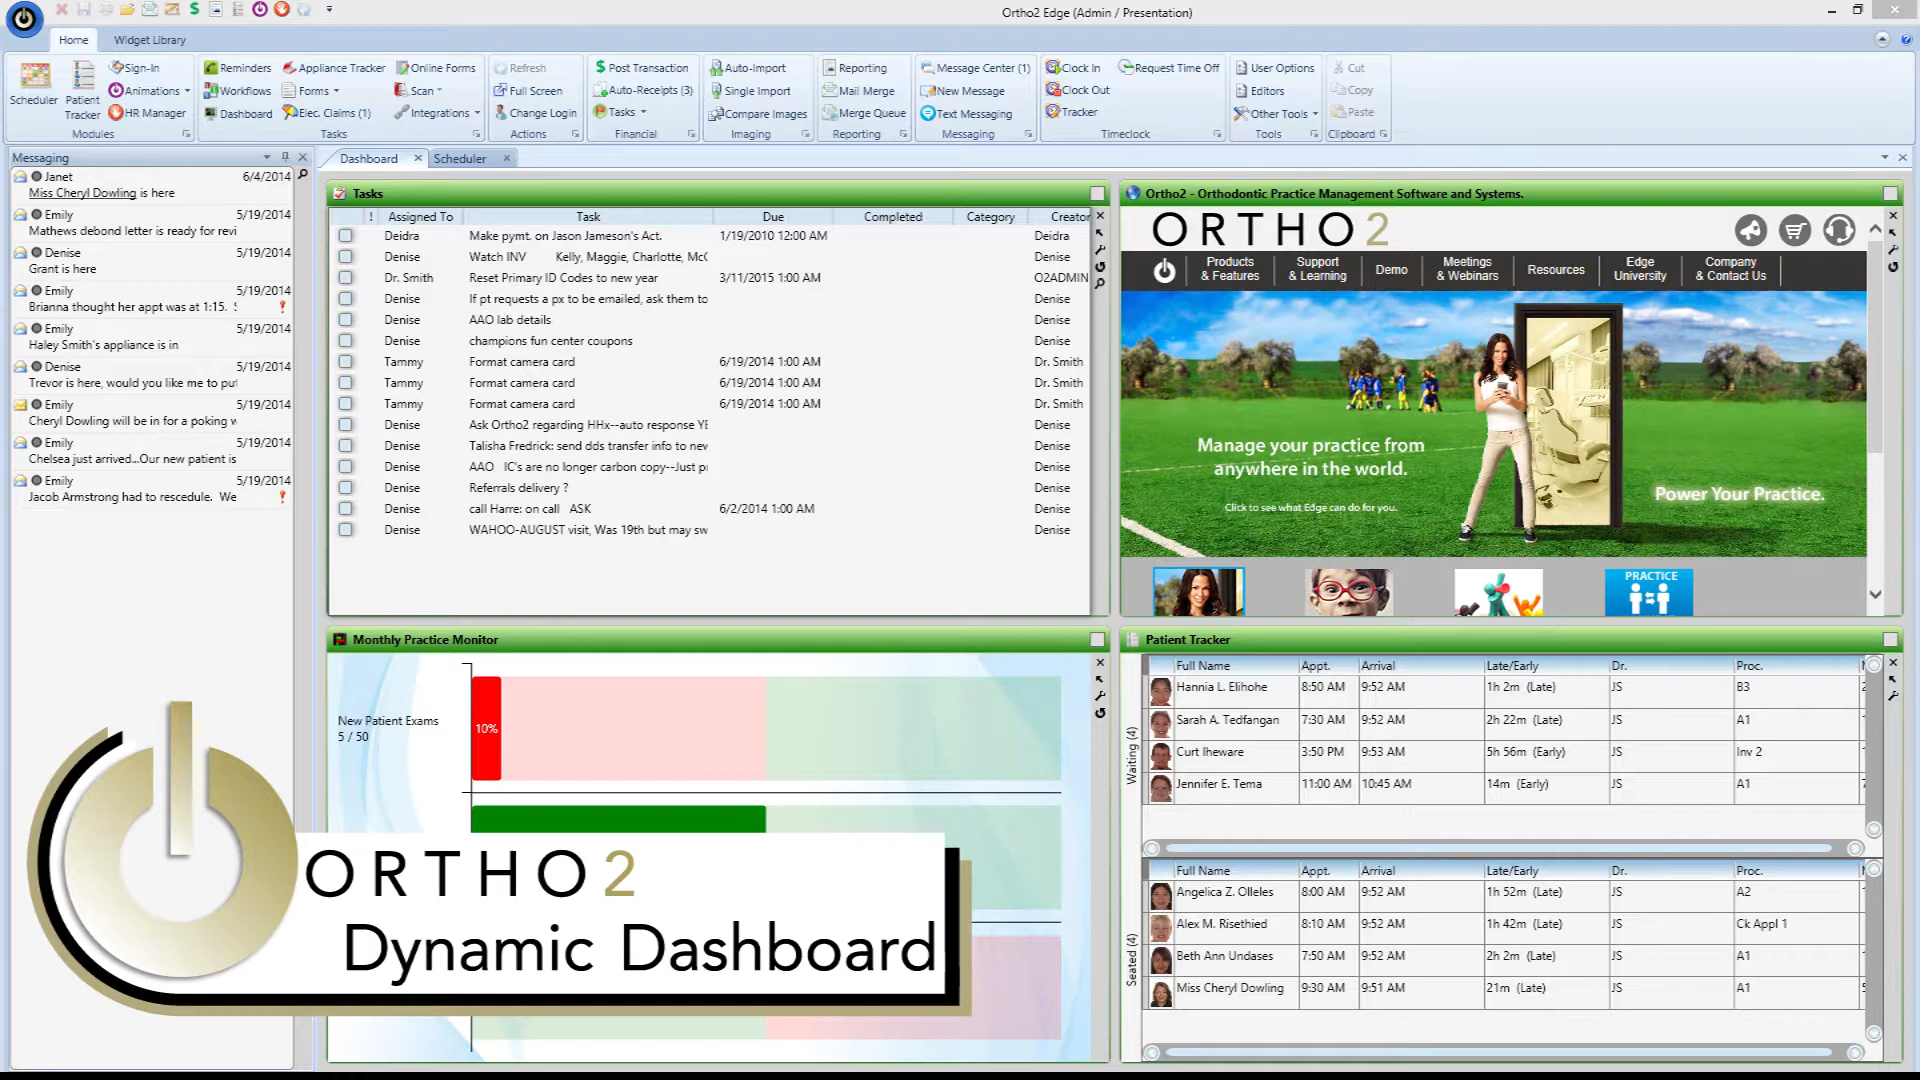 Ortho2 Edge (Admin / Presentation)
Home
Widget Library
Scheduler
Patient Tracker
Sign-In
Animations
HR Manager
Modules
Reminders
Workflows
Dashboard
Appliance Tracker
Forms
Elec. Claims (1)
Online Forms
Scan
Integrations
Tasks
Refresh
Full Screen
Change Login
Actions
Post Transaction
Auto-Receipts (3)
Tasks
Financial
Auto-Import
Single Import
Compare Images
Imaging
Reporting
Mail Merge
Merge Queue
Reporting
Message Center (1)
New Message
Text Messaging
Messaging
Clock In
Clock Out
Tracker
Request Time Off
Timeclock
User Options
Editors
Other Tools
Tools
Cut
Copy
Paste
Clipboard
Messaging
Janet 6/4/2014
Miss Cheryl Dowling is here
Emily 5/19/2014
Mathews debond letter is ready for revi
Denise 5/19/2014
Grant is here
Emily 5/19/2014
Brianna thought her appt was at 1:15.
Emily 5/19/2014
Haley Smith's appliance is in
Denise 5/19/2014
Trevor is here, would you like me to put
Emily 5/19/2014
Cheryl Dowling will be in for a poking w
Emily 5/19/2014
Chelsea just arrived...Our new patient is
Emily 5/19/2014
Jacob Armstrong had to rescedule. We
Dashboard
Scheduler
Tasks
! Assigned To Task Due Completed Category Creator
Deidra Make pymt. on Jason Jameson's Act. 1/19/2010 12:00 AM Deidra
Denise Watch INV Kelly, Maggie, Charlotte, McC Denise
Dr. Smith Reset Primary ID Codes to new year 3/11/2015 1:00 AM O2ADMIN
Denise If pt requests a px to be emailed, ask them to Denise
Denise AAO lab details Denise
Denise champions fun center coupons Denise
Tammy Format camera card 6/19/2014 1:00 AM Dr. Smith
Tammy Format camera card 6/19/2014 1:00 AM Dr. Smith
Tammy Format camera card 6/19/2014 1:00 AM Dr. Smith
Denise Ask Ortho2 regarding HHx--auto response YE Denise
Denise Talisha Fredrick: send dds transfer info to new Denise
Denise AAO IC's are no longer carbon copy--Just pr Denise
Denise Referrals delivery ? Denise
Denise call Harre: on call ASK 6/2/2014 1:00 AM Denise
Denise WAHOO-AUGUST visit, Was 19th but may sw Denise
Ortho2 - Orthodontic Practice Management Software and Systems.
ORTHO2
Products & Features
Support & Learning
Demo
Meetings & Webinars
Resources
Edge University
Company & Contact Us
Manage your practice from
anywhere in the world.
Click to see what Edge can do for you.
Power Your Practice.
PRACTICE
Monthly Practice Monitor
New Patient Exams
5 / 50
10%
ORTHO2
Dynamic Dashboard
Patient Tracker
Waiting (4)
Full Name Appt. Arrival Late/Early Dr. Proc.
Hannia L. Elihohe 8:50 AM 9:52 AM 1h 2m (Late) JS B3
Sarah A. Tedfangan 7:30 AM 9:52 AM 2h 22m (Late) JS A1
Curt Iheware 3:50 PM 9:53 AM 5h 56m (Early) JS Inv 2
Jennifer E. Tema 11:00 AM 10:45 AM 14m (Early) JS A1
Seated (4)
Full Name Appt. Arrival Late/Early Dr. Proc.
Angelica Z. Olleles 8:00 AM 9:52 AM 1h 52m (Late) JS A2
Alex M. Risethied 8:10 AM 9:52 AM 1h 42m (Late) JS Ck Appl 1
Beth Ann Undases 7:50 AM 9:52 AM 2h 2m (Late) JS A1
Miss Cheryl Dowling 9:30 AM 9:51 AM 21m (Late) JS A1